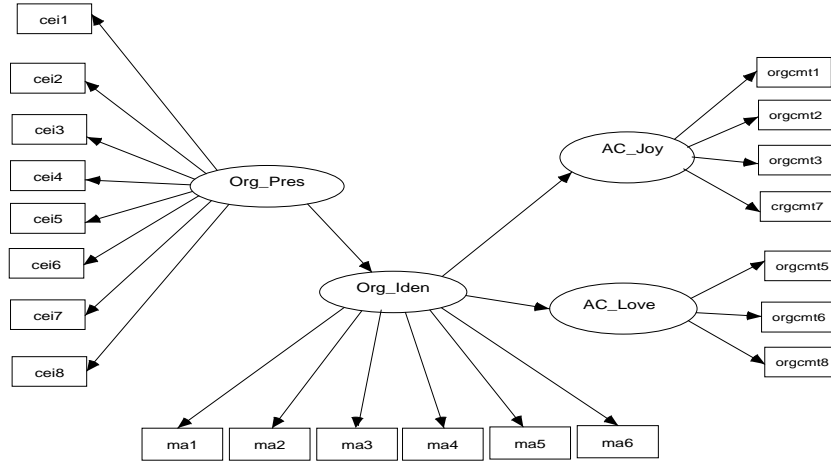 cei1
cei2
cei3
cei4
cei5
cei6
cei7
cei8
Org_Pres
Org_Iden
AC_Joy
AC_Love
orgcmt1
orgcmt2
orgcmt3
crgcmt7
orgcmt5
orgcmt6
orgcmt8
ma1
ma2
ma3
ma4
ma5
ma6